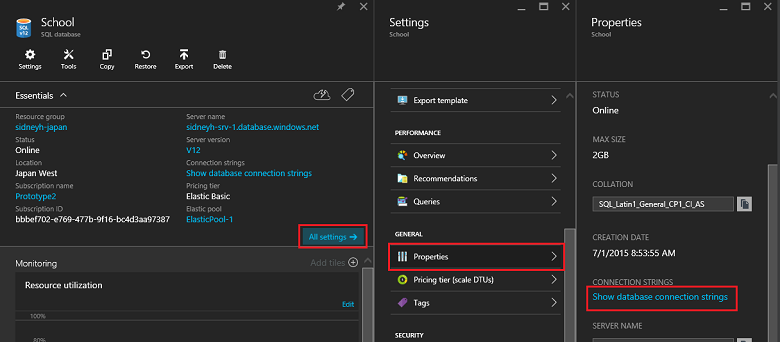 School
SQL database
SQL
v12
Settings
Tools
Copy
Restore
Export
Delete
Essentials
Resource group
sidneyh-japan
Status
Online
Location
Japan West
Subscription name
Prototype2
Subscription ID
bbbef702-e769-477b-9f16-bc4d3aa97387
Server name
sidneyh-srv-1.database.windows.net
Server version
V12
Connection strings
Show database connection strings
Pricing tier
Elastic Basic
Elastic pool
ElasticPool-1
All settings →
Monitoring
Add tiles
Resource utilization
Edit
100%
80%
Settings
School
Export template
PERFORMANCE
Overview
Recommendations
Queries
GENERAL
Properties
Pricing tier (scale DTUs)
Tags
SECURITY
Properties
School
STATUS
Online
MAX SIZE
2GB
COLLATION
SQL_Latin1_General_CP1_CI_AS
CREATION DATE
7/1/2015 8:53:55 AM
CONNECTION STRINGS
Show database connection strings
SERVER NAME